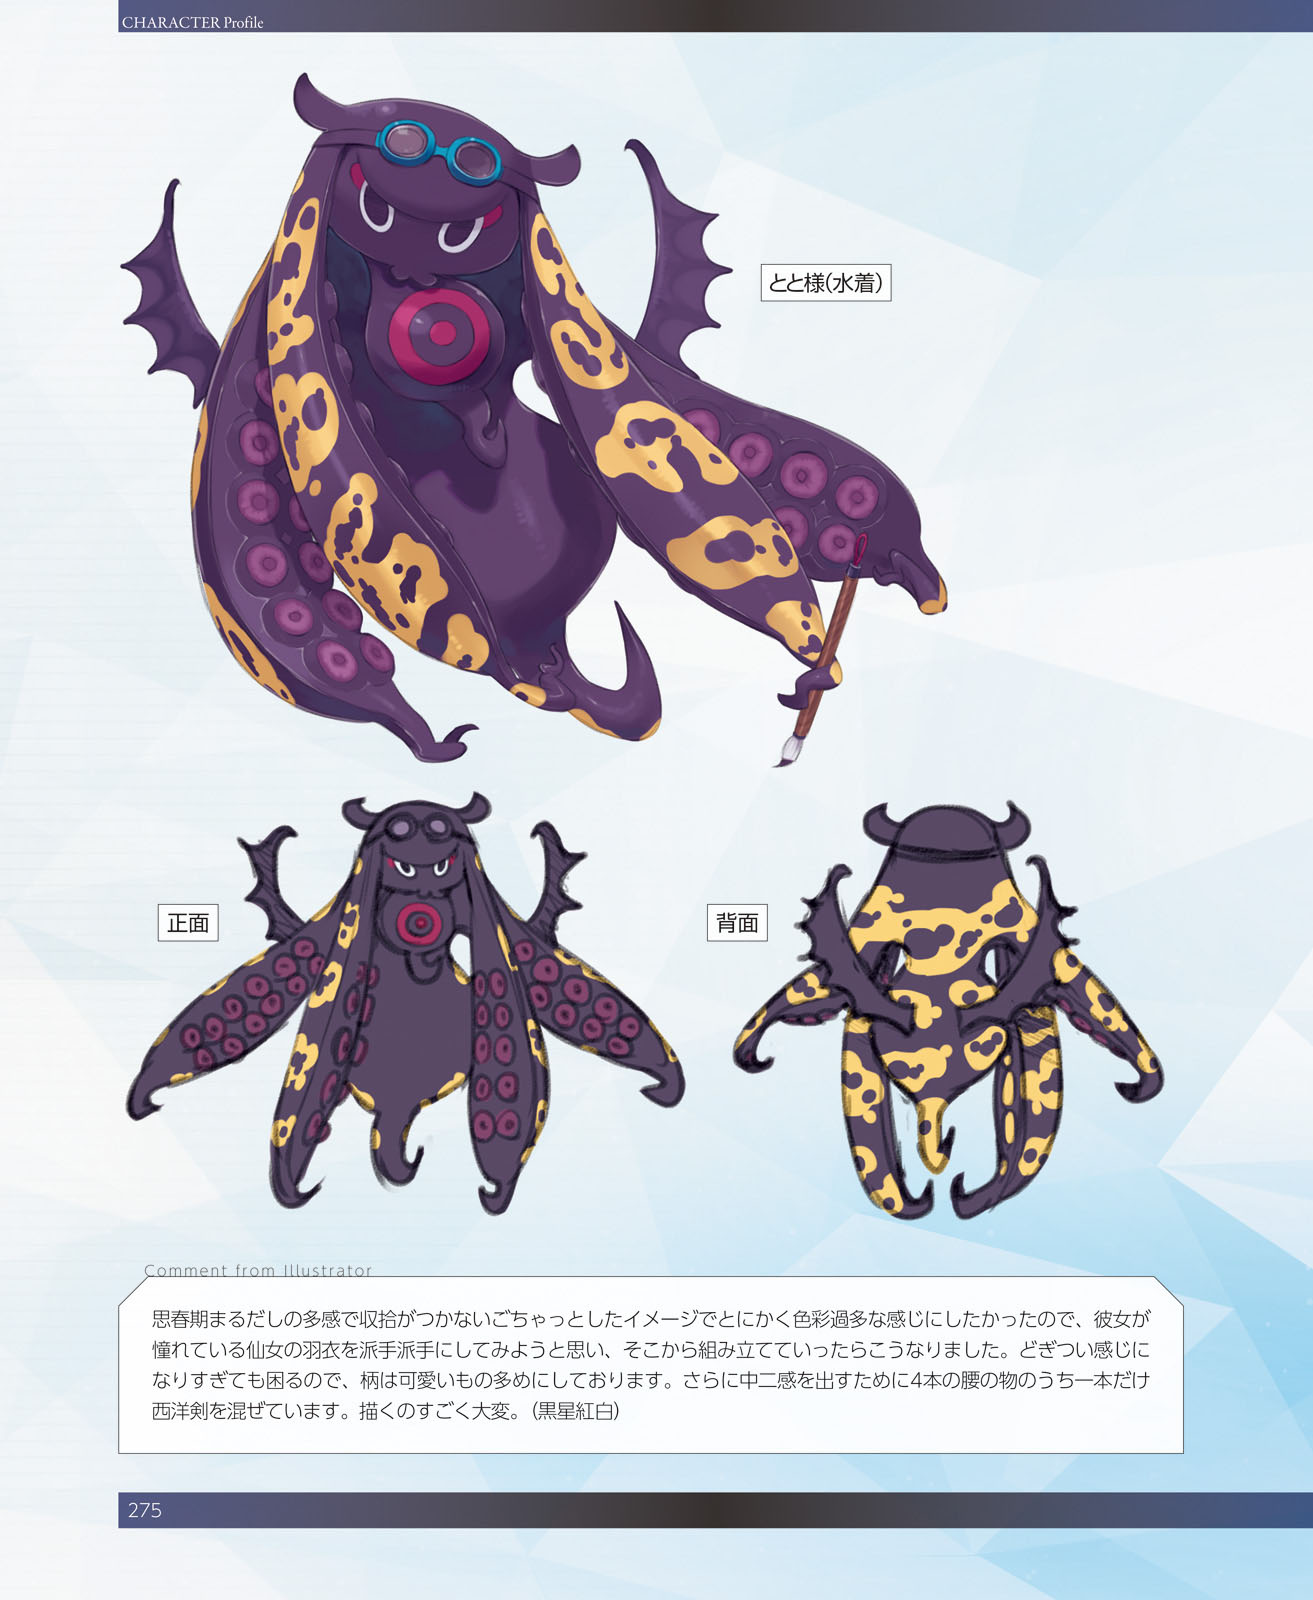 CHARACTER Profile
とと様(水着)
正面
背面
Comment from Illustrator
思春期まるだしの多感で収拾がつかないごちゃっとしたイメージでとにかく色彩過多な感じにしたかったので、彼女が
憧れている仙女の羽衣を派手派手にしてみようと思い、そこから組み立てていったらこうなりました。どぎつい感じに
なりすぎても困るので、柄は可愛いもの多めにしております。さらに中二感を出すために4本の腰の物のうち一本だけ
西洋剣を混ぜています。描くのすごく大変。(黒星紅白)
275